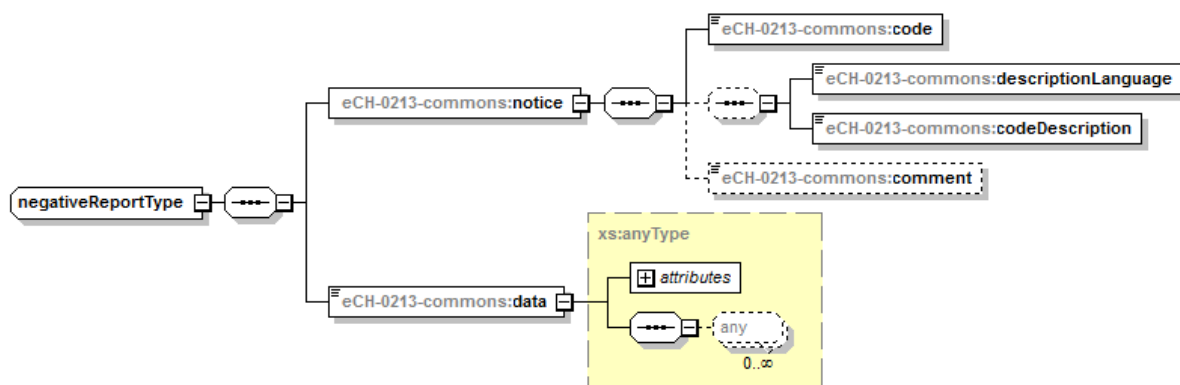 eCH-0213-commons:code
eCH-0213-commons:descriptionLanguage
eCH-0213-commons:notice
eCH-0213-commons:codeDescription
eCH-0213-commons:comment
negativeReportType
xs:anyType
attributes
eCH-0213-commons:data
any
0..∞